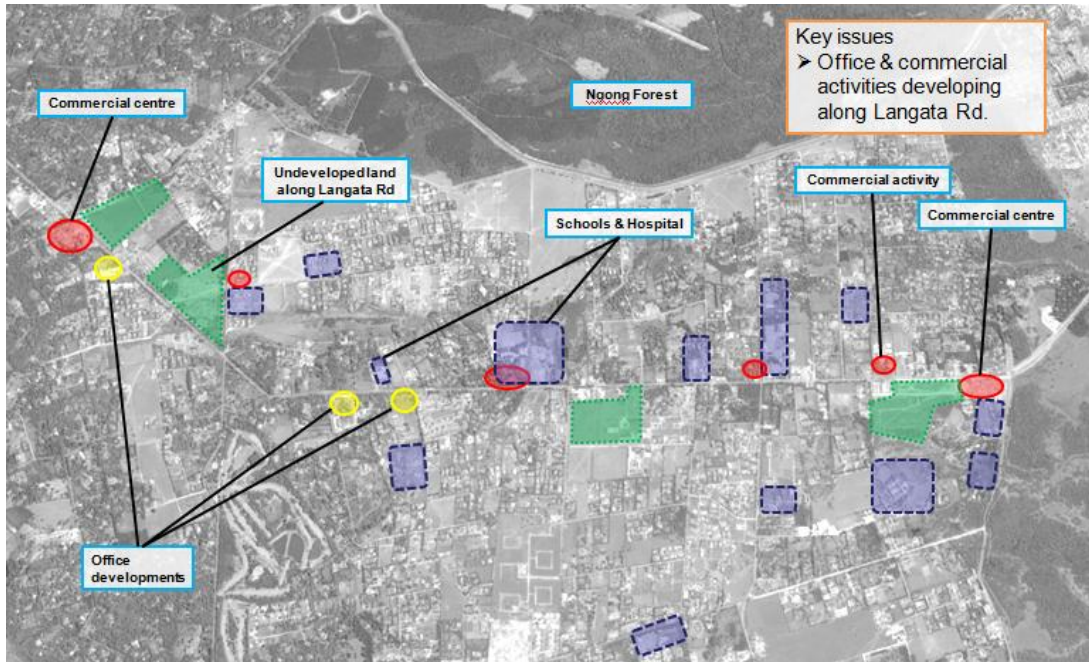 Key issues
➤ Office & commercial
activities developing
along Langata Rd.
Commercial centre
Ngong Forest
Undeveloped land
along Langata Rd
Commercial activity
Schools & Hospital
Commercial centre
Office
developments